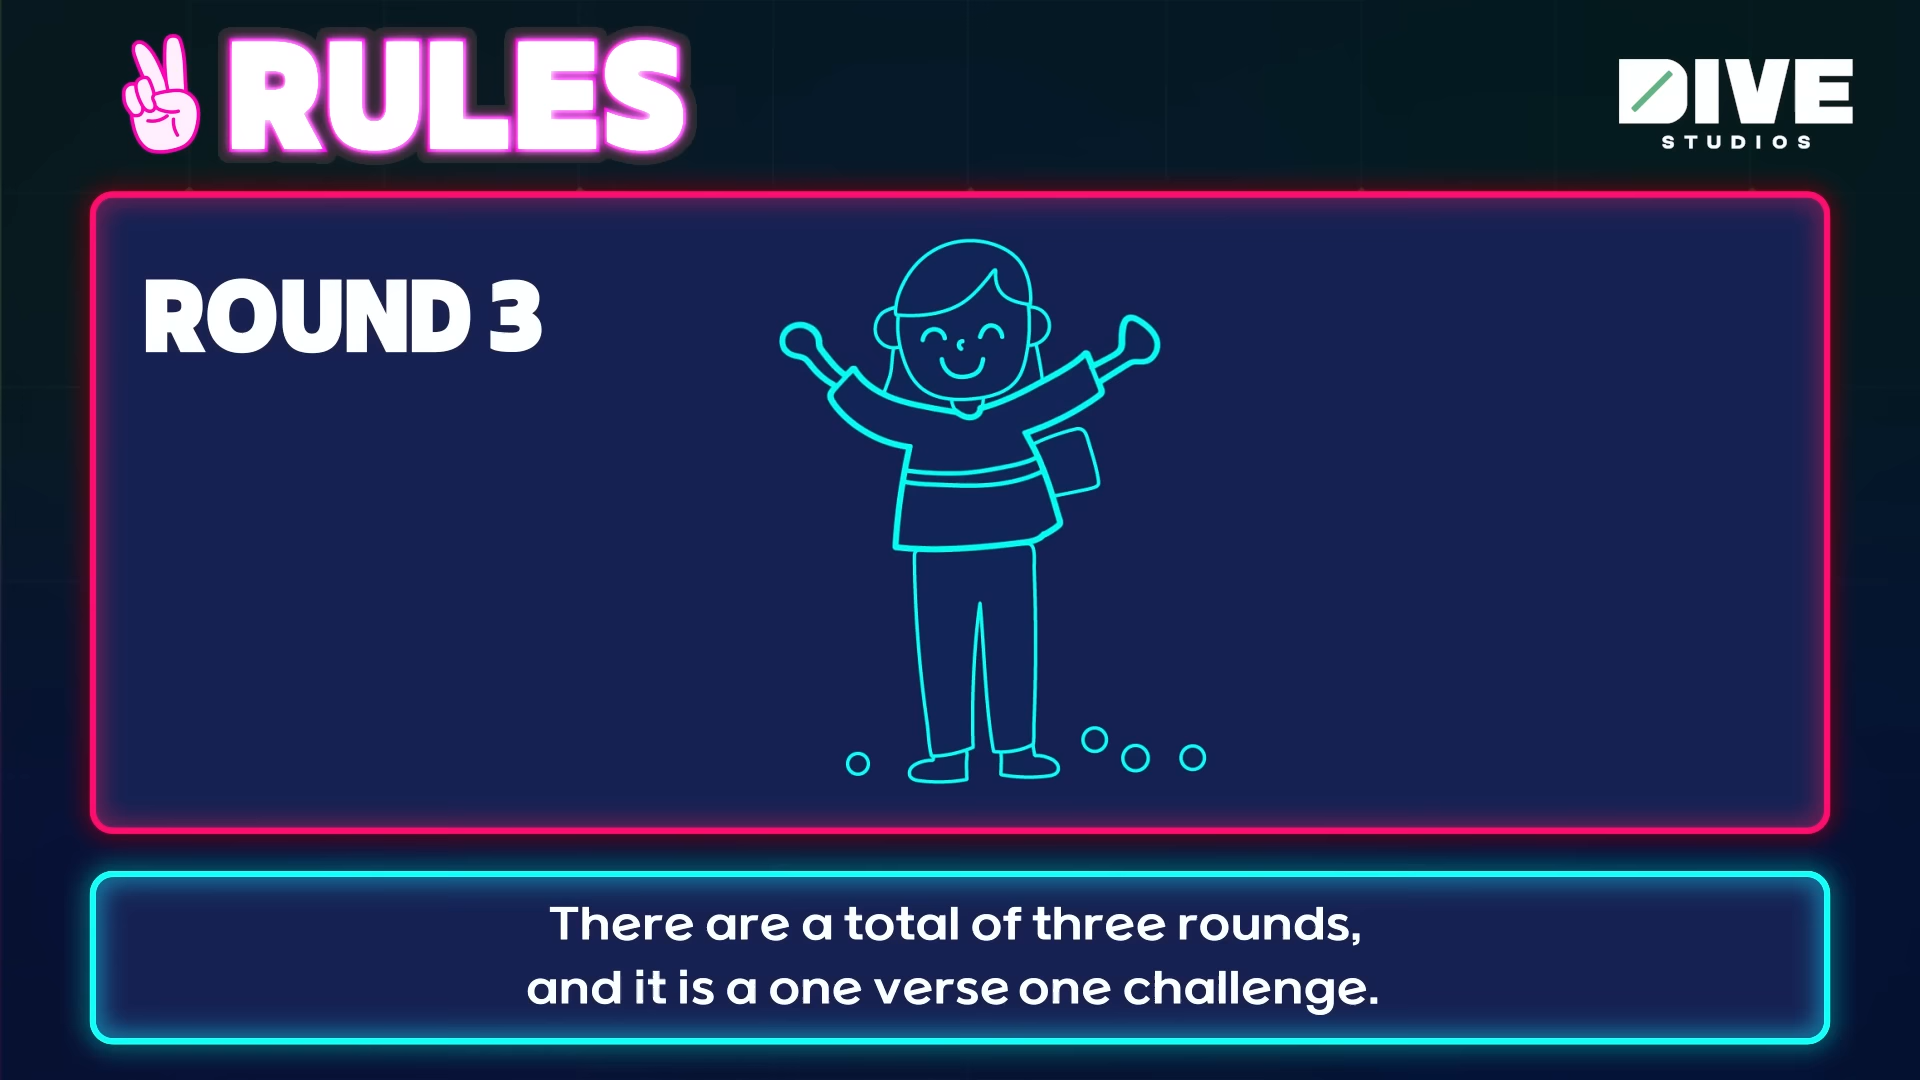 RULES
DIVE
STUDIOS
ROUND 3
There are a total of three rounds,
and it is a one verse one challenge.